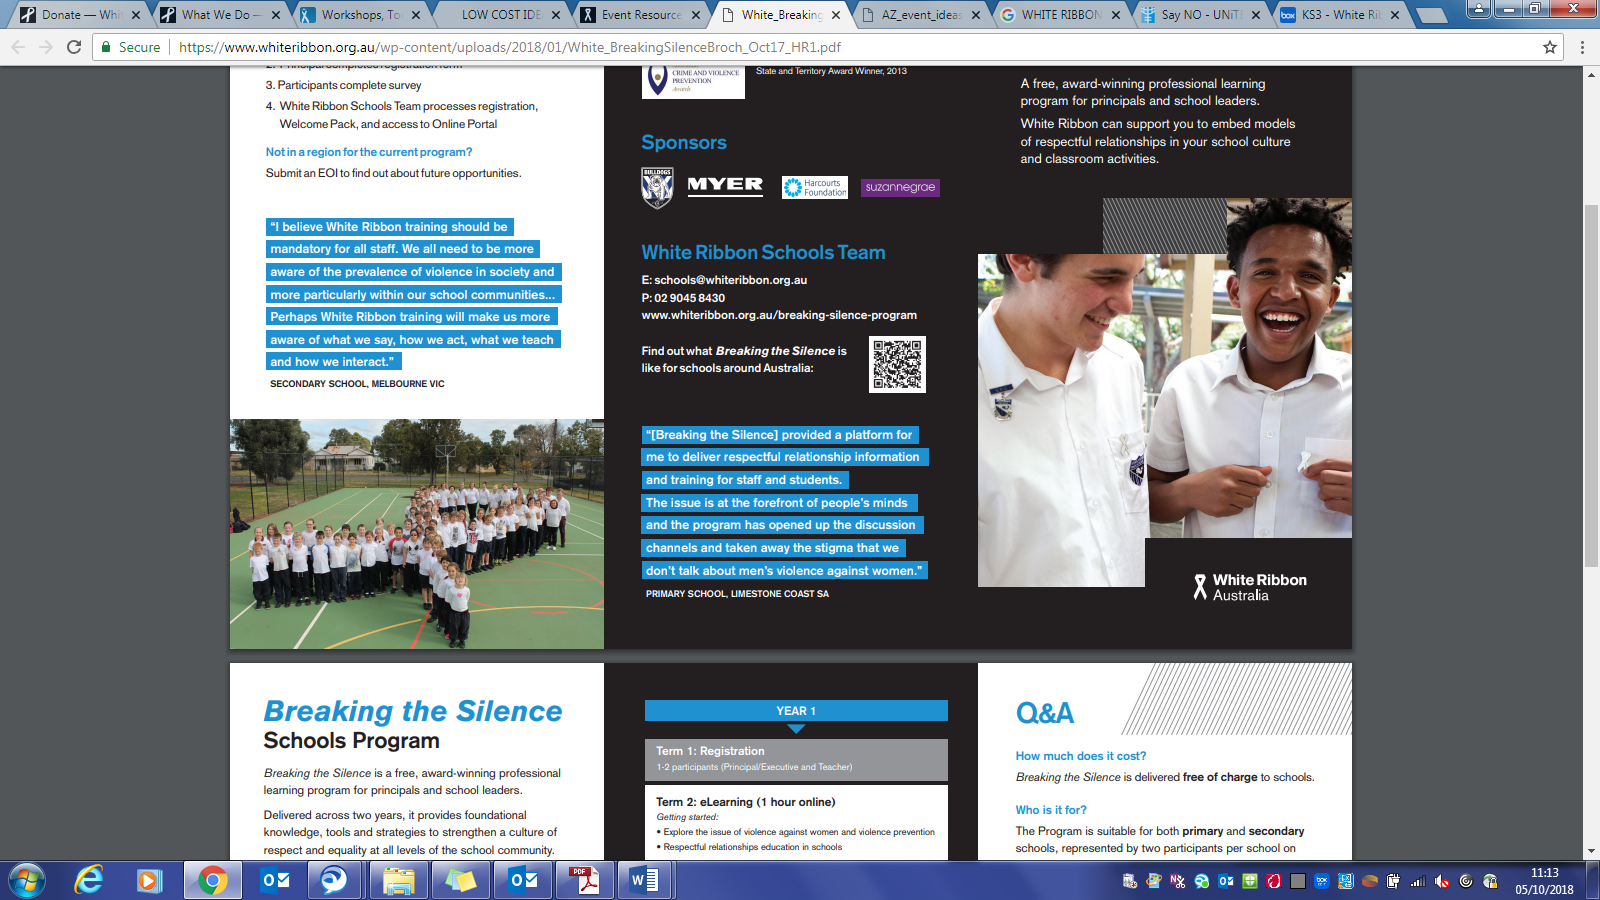 Donate — Whit
What We Do —
Workshops, To
LOW COST IDE
Event Resource
White_Breaking
AZ_event_ideas
WHITE RIBBON
Say NO - UNiT
KS3 - White Ri
Secure
https://www.whiteribbon.org.au/wp-content/uploads/2018/01/White_BreakingSilenceBroch_Oct17_HR1.pdf
2. Principal completes registration form
3. Participants complete survey
4. White Ribbon Schools Team processes registration,
Welcome Pack, and access to Online Portal
Not in a region for the current program?
Submit an EOI to find out about future opportunities.
“I believe White Ribbon training should be
mandatory for all staff. We all need to be more
aware of the prevalence of violence in society and
more particularly within our school communities...
Perhaps White Ribbon training will make us more
aware of what we say, how we act, what we teach
and how we interact.”
SECONDARY SCHOOL, MELBOURNE VIC
CRIME AND VIOLENCE
PREVENTION
Awards
State and Territory Award Winner, 2013
Sponsors
BULLDOGS
MYER
Harcourts
Foundation
suzannegrae
White Ribbon Schools Team
E: schools@whiteribbon.org.au
P: 02 9045 8430
www.whiteribbon.org.au/breaking-silence-program
Find out what Breaking the Silence is
like for schools around Australia:
“[Breaking the Silence] provided a platform for
me to deliver respectful relationship information
and training for staff and students.
The issue is at the forefront of people’s minds
and the program has opened up the discussion
channels and taken away the stigma that we
don’t talk about men’s violence against women.”
PRIMARY SCHOOL, LIMESTONE COAST SA
A free, award-winning professional learning
program for principals and school leaders.
White Ribbon can support you to embed models
of respectful relationships in your school culture
and classroom activities.
White Ribbon
Australia
Breaking the Silence
Schools Program
Breaking the Silence is a free, award-winning professional
learning program for principals and school leaders.
Delivered across two years, it provides foundational
knowledge, tools and strategies to strengthen a culture of
respect and equality at all levels of the school community.
YEAR 1
Term 1: Registration
1-2 participants (Principal/Executive and Teacher)
Term 2: eLearning (1 hour online)
Getting started:
• Explore the issue of violence against women and violence prevention
• Respectful relationships education in schools
Q&A
How much does it cost?
Breaking the Silence is delivered free of charge to schools.
Who is it for?
The Program is suitable for both primary and secondary
schools, represented by two participants per school on
11:13
05/10/2018